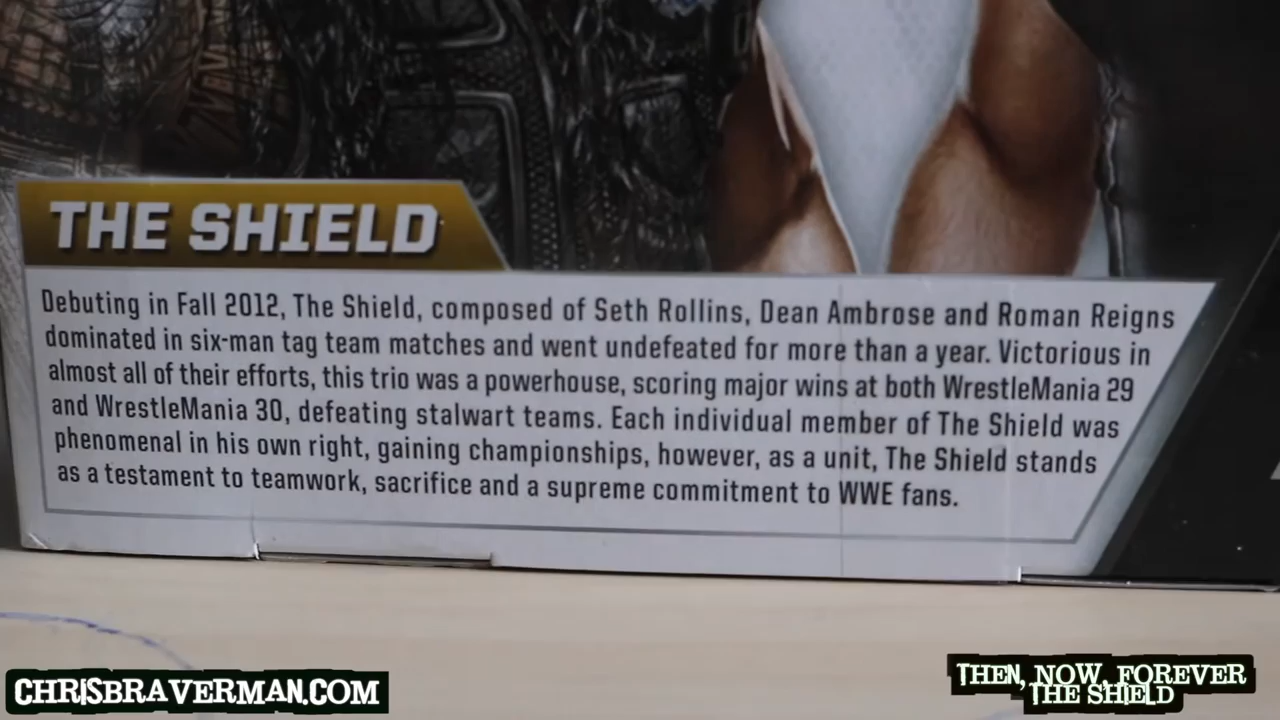 THE SHIELD
Debuting in Fall 2012, The Shield, composed of Seth Rollins, Dean Ambrose and Roman Reigns
dominated in six-man tag team matches and went undefeated for more than a year. Victorious in
almost all of their efforts, this trio was a powerhouse, scoring major wins at both WrestleMania 29
and WrestleMania 30, defeating stalwart teams. Each individual member of The Shield was
phenomenal in his own right, gaining championships, however, as a unit, The Shield stands
as a testament to teamwork, sacrifice and a supreme commitment to WWE fans.
CHRISBRAVERMAN.COM
THEN, NOW, FOREVER
THE SHIELD